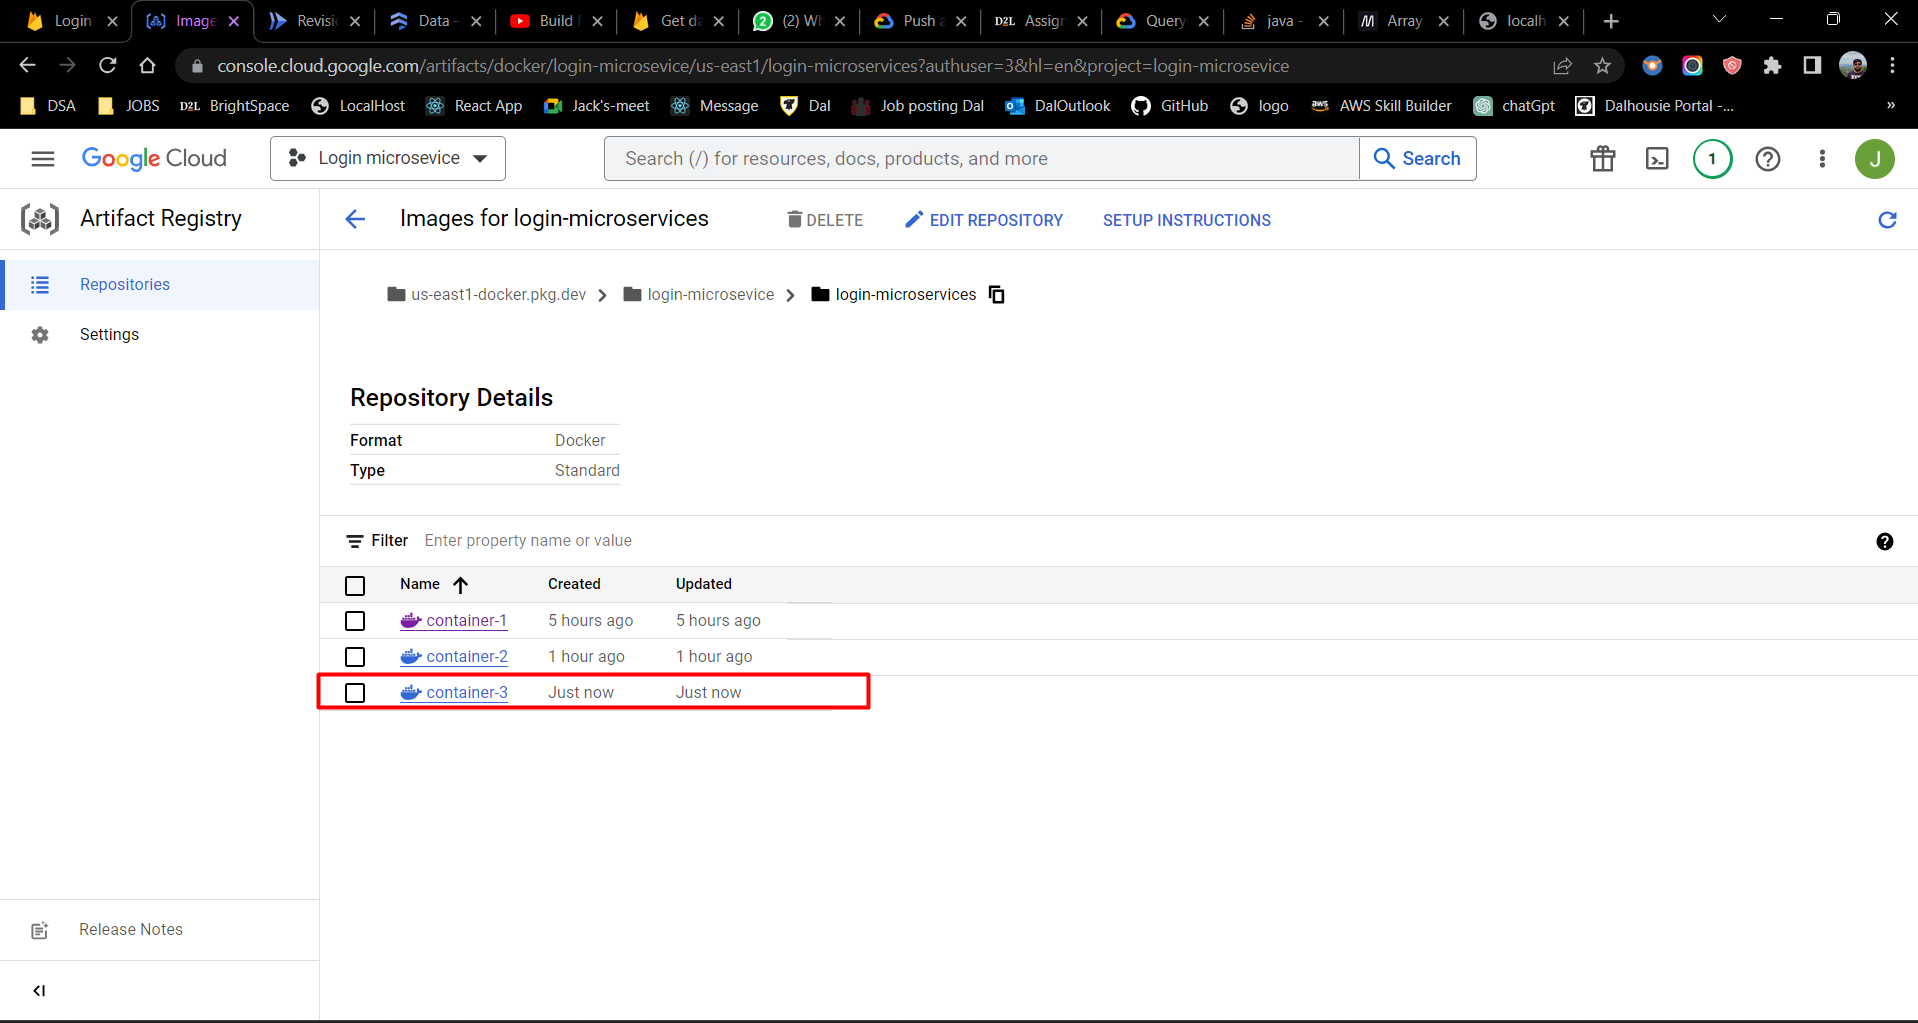 Login
Image
Revisio
Data -
Build
Get da
2 (2) Wh
Push a
D2L Assign
Query
java -
Array
localh
console.cloud.google.com/artifacts/docker/login-microsevice/us-east1/login-microservices?authuser=3&hl=en&project=login-microsevice
DSA JOBS D2L BrightSpace LocalHost React App Jack's-meet Message Dal Job posting Dal DalOutlook GitHub logo aws AWS Skill Builder chatGpt Dalhousie Portal -... »
Google Cloud Login microsevice Search (/) for resources, docs, products, and more Search 1 J
Artifact Registry Images for login-microservices DELETE EDIT REPOSITORY SETUP INSTRUCTIONS
Repositories
Settings
us-east1-docker.pkg.dev login-microsevice login-microservices
Repository Details
Format Docker
Type Standard
Filter Enter property name or value
Name Created Updated
container-1 5 hours ago 5 hours ago
container-2 1 hour ago 1 hour ago
container-3 Just now Just now
Release Notes